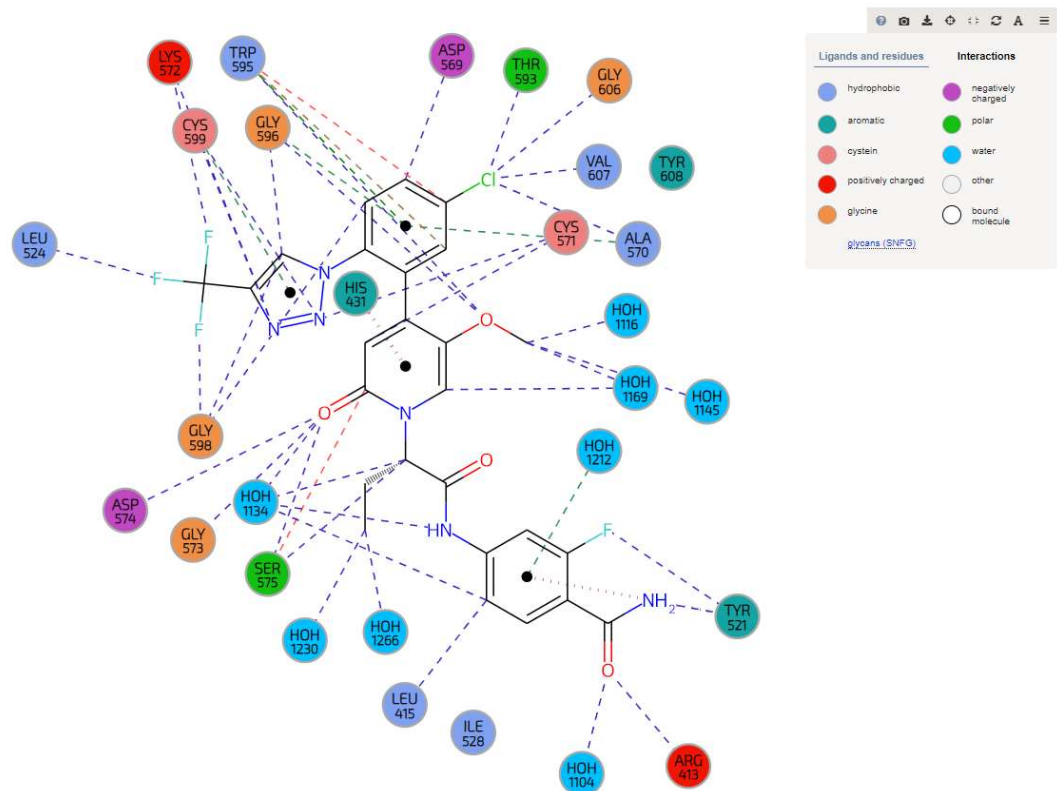 A
Ligands and residues
Interactions
hydrophobic
negatively
charged
aromatic
polar
cystein
water
positively charged
other
glycine
bound
molecule
glycans (SNFG)
LYS
572
TRP
595
ASP
569
THR
593
GLY
606
CYS
599
GLY
596
VAL
607
TYR
608
Cl
LEU
524
F
CYS
571
ALA
570
F
N
HIS
431
F
N
N
O
HOH
1116
HOH
1169
HOH
1145
O
N
GLY
598
HOH
1212
O
ASP
574
HOH
1134
GLY
573
HN
F
SER
575
NH2
TYR
521
HOH
1230
HOH
1266
O
LEU
415
ILE
528
HOH
1104
ARG
413